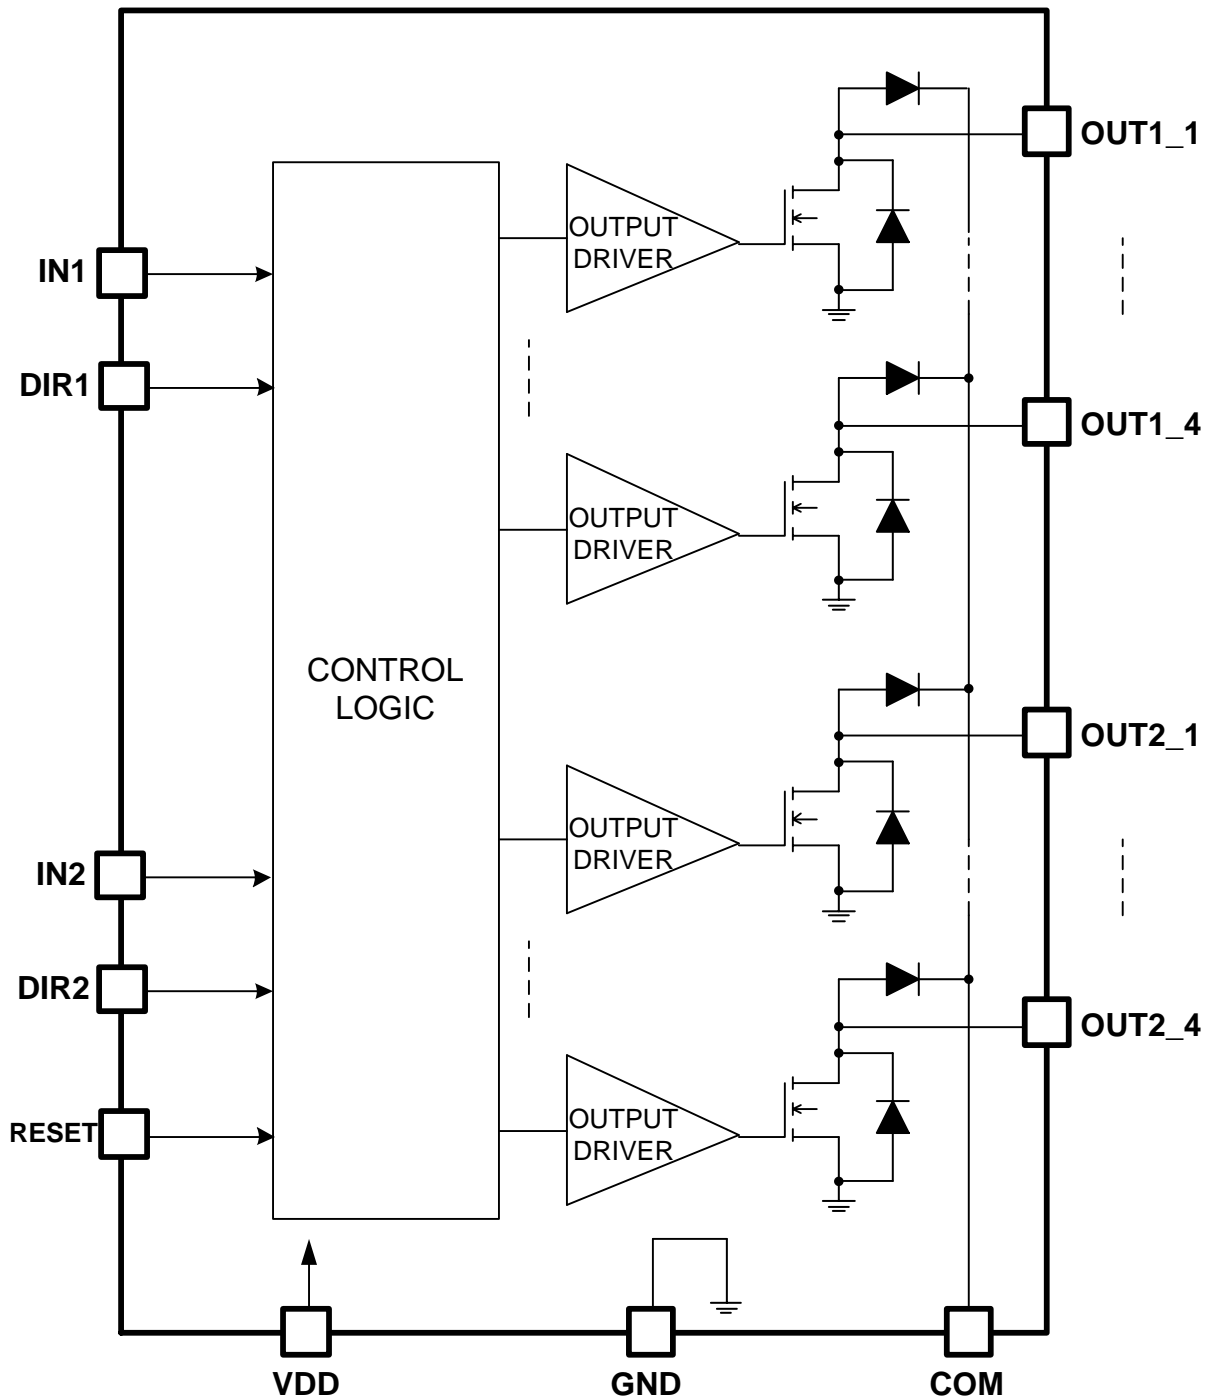 OUT1_1
OUTPUT
DRIVER
IN1
DIR1
OUT1_4
OUTPUT
DRIVER
CONTROL
LOGIC
OUT2_1
OUTPUT
DRIVER
IN2
DIR2
OUT2_4
OUTPUT
DRIVER
RESET
VDD
GND
COM